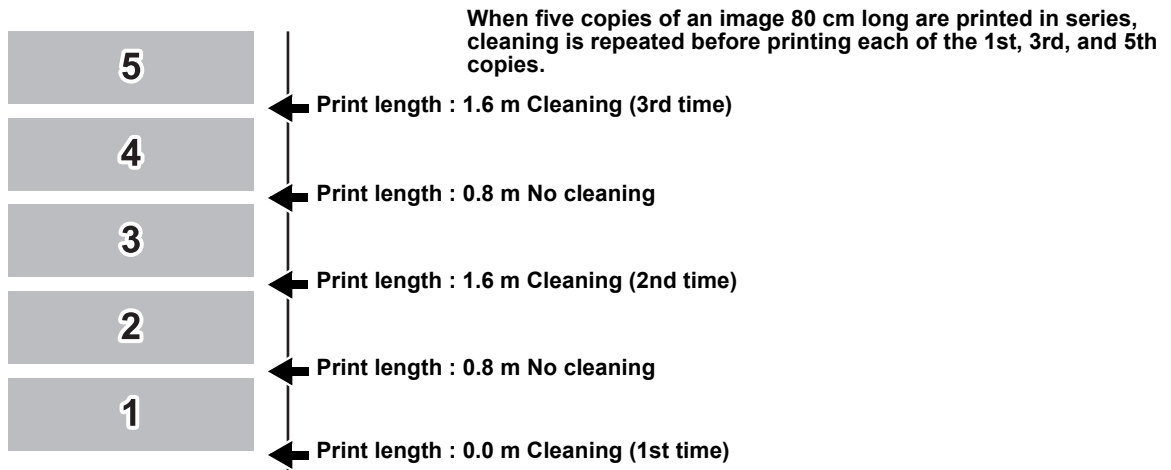 When five copies of an image 80 cm long are printed in series,
cleaning is repeated before printing each of the 1st, 3rd, and 5th
copies.
5
Print length : 1.6 m Cleaning (3rd time)
4
Print length : 0.8 m No cleaning
3
Print length : 1.6 m Cleaning (2nd time)
2
Print length : 0.8 m No cleaning
1
Print length : 0.0 m Cleaning (1st time)